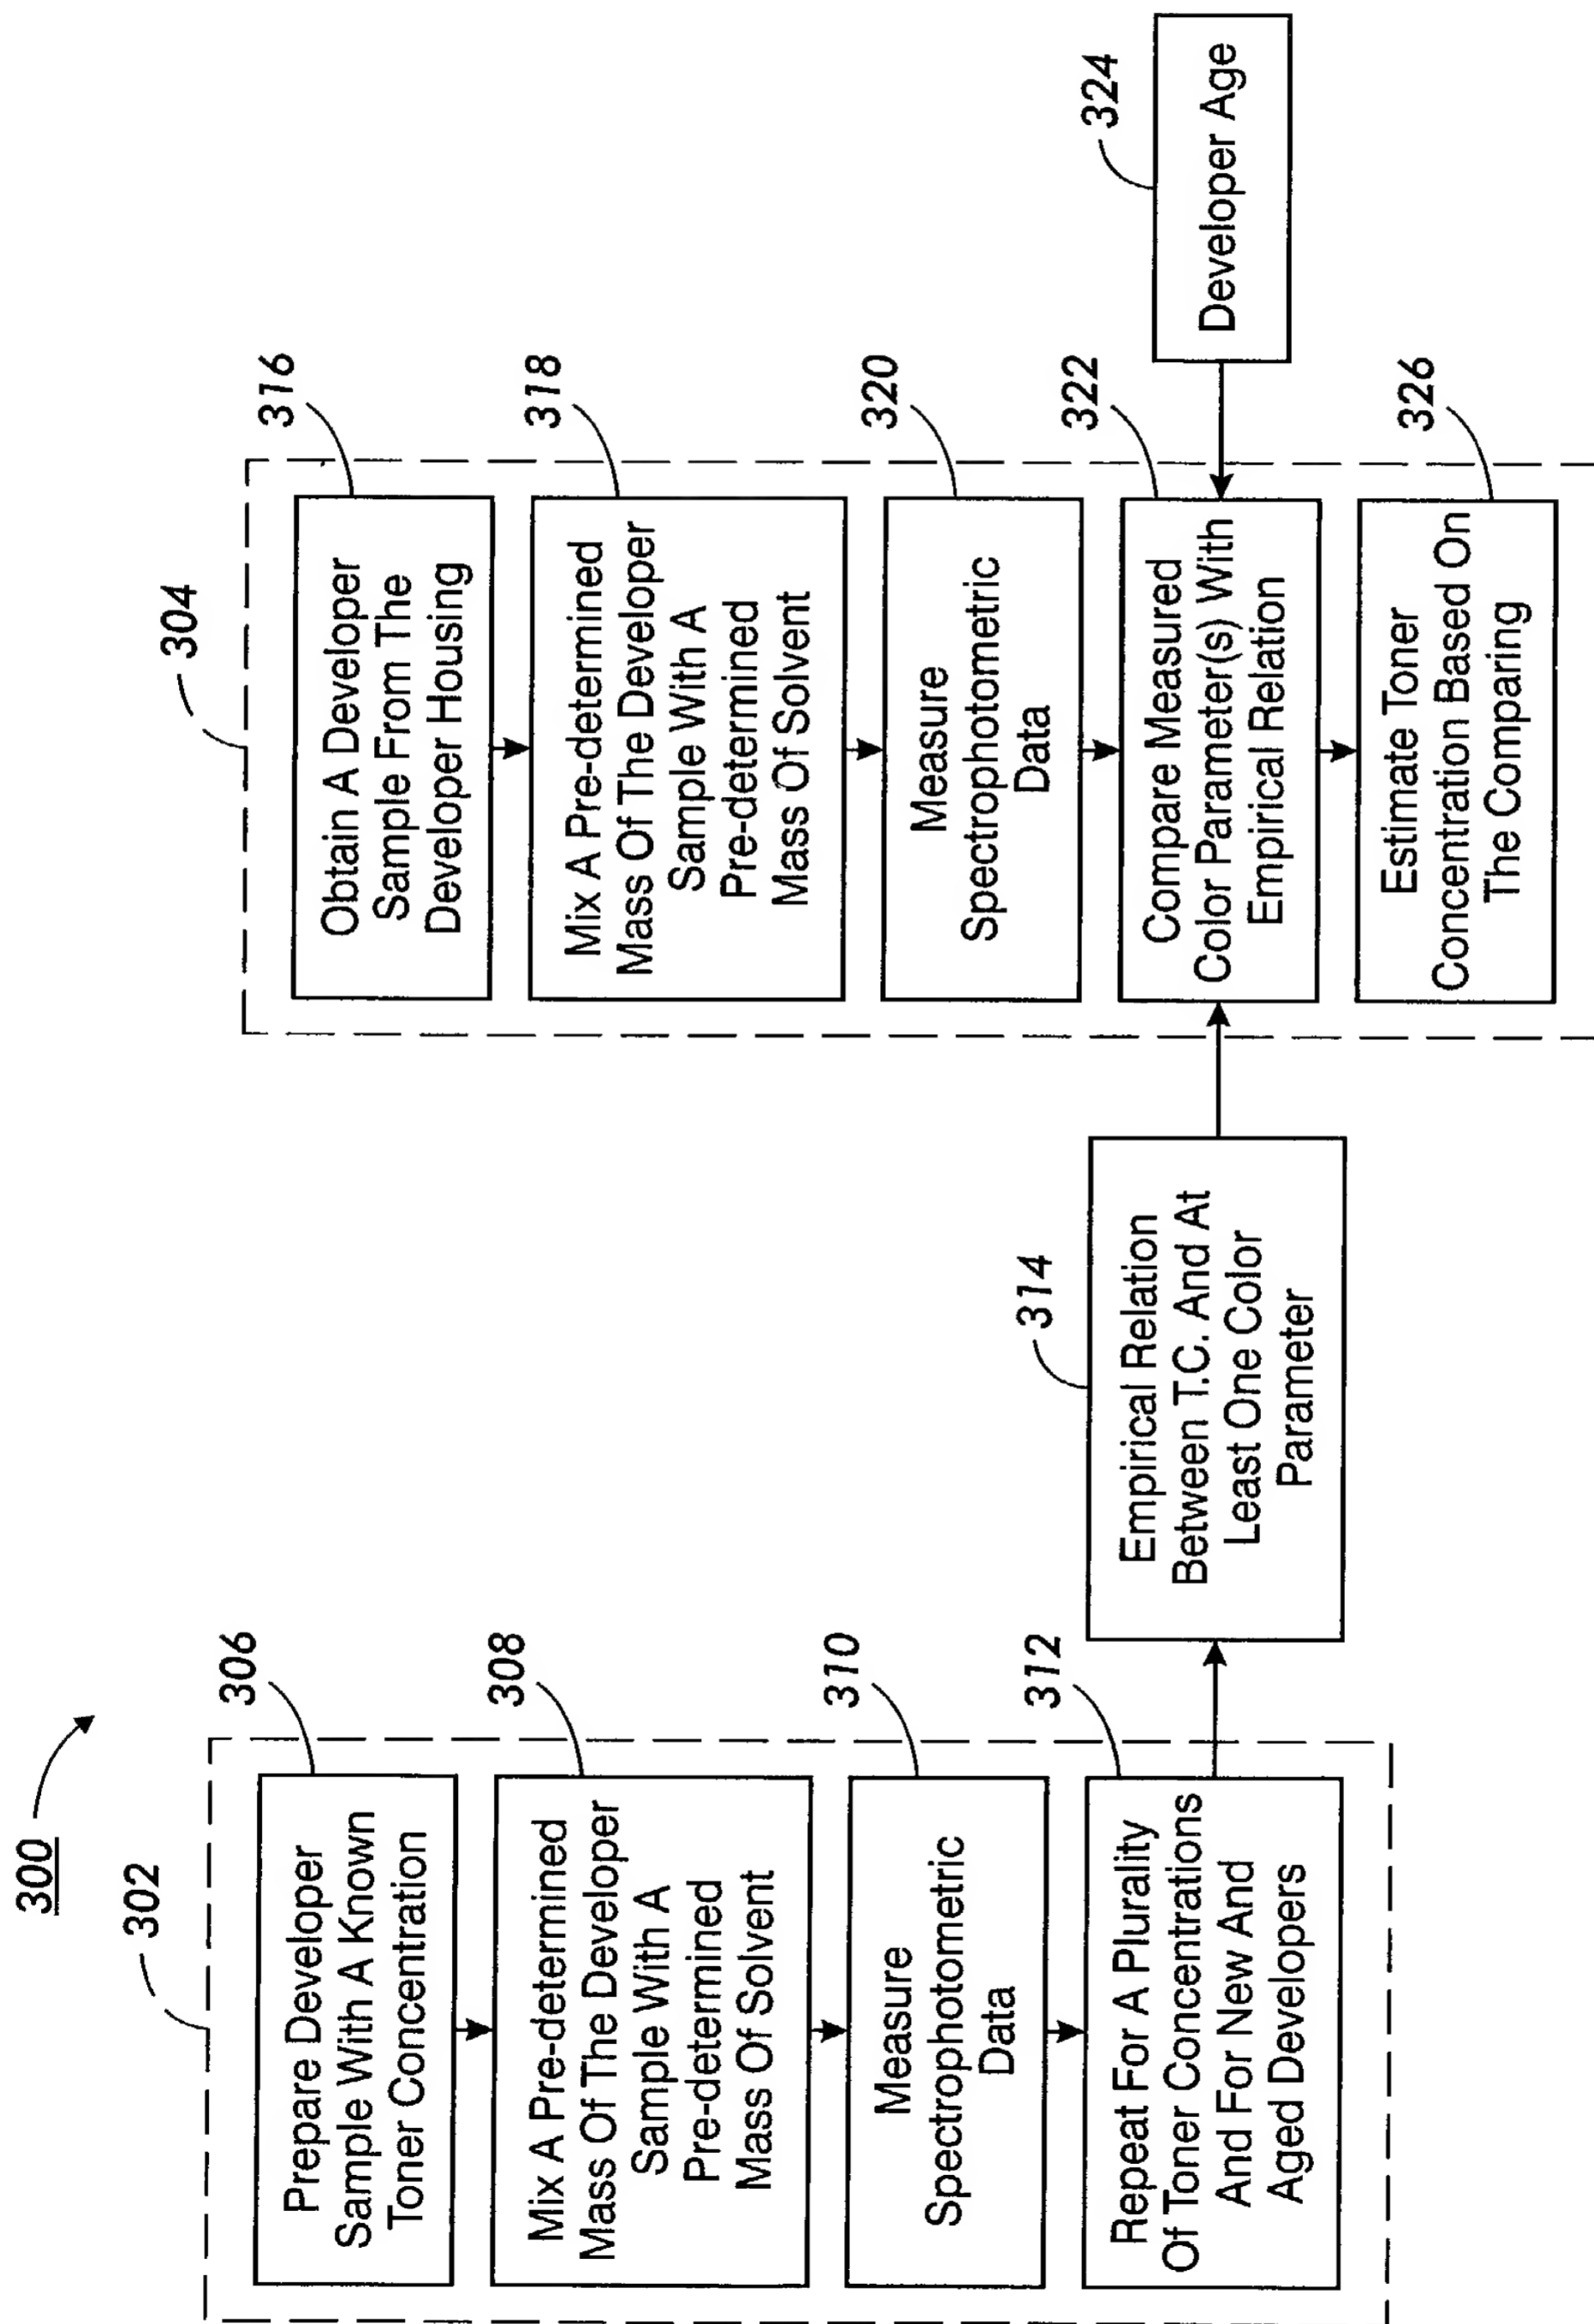 300
302
306
Prepare Developer
Sample With A Known
Toner Concentration
308
Mix A Pre-determined
Mass Of The Developer
Sample With A
Pre-determined
Mass Of Solvent
310
Measure
Spectrophotometric
Data
312
Repeat For A Plurality
Of Toner Concentrations
And For New And
Aged Developers
314
Empirical Relation
Between T.C. And At
Least One Color
Parameter
304
316
Obtain A Developer
Sample From The
Developer Housing
318
Mix A Pre-determined
Mass Of The Developer
Sample With A
Pre-determined
Mass Of Solvent
320
Measure
Spectrophotometric
Data
322
Compare Measured
Color Parameter(s) With
Empirical Relation
324
Developer Age
326
Estimate Toner
Concentration Based On
The Comparing